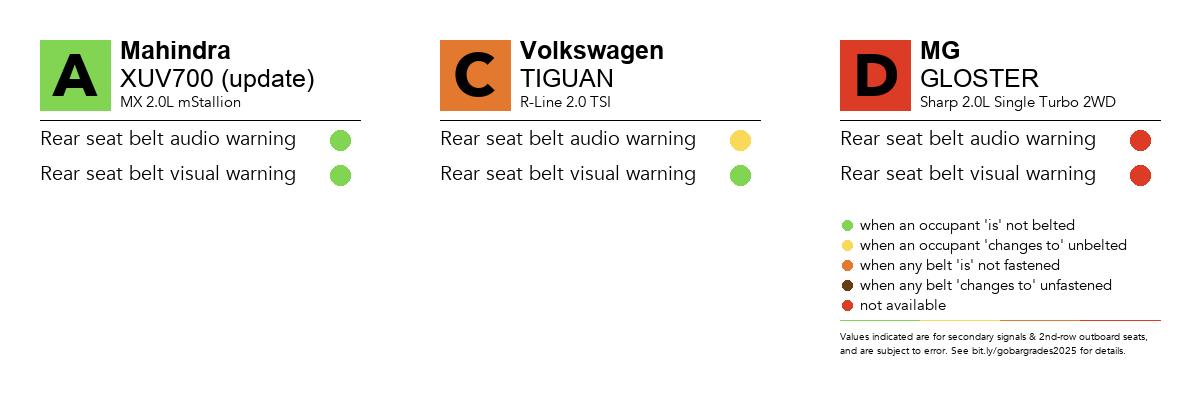 A
Mahindra
XUV700 (update)
MX 2.0L mStallion
Rear seat belt audio warning
Rear seat belt visual warning
C
Volkswagen
TIGUAN
R-Line 2.0 TSI
Rear seat belt audio warning
Rear seat belt visual warning
D
MG
GLOSTER
Sharp 2.0L Single Turbo 2WD
Rear seat belt audio warning
Rear seat belt visual warning
when an occupant 'is' not belted
when an occupant 'changes to' unbelted
when any belt 'is' not fastened
when any belt 'changes to' unfastened
not available
Values indicated are for secondary signals & 2nd-row outboard seats,
and are subject to error. See bit.ly/gobargrades2025 for details.